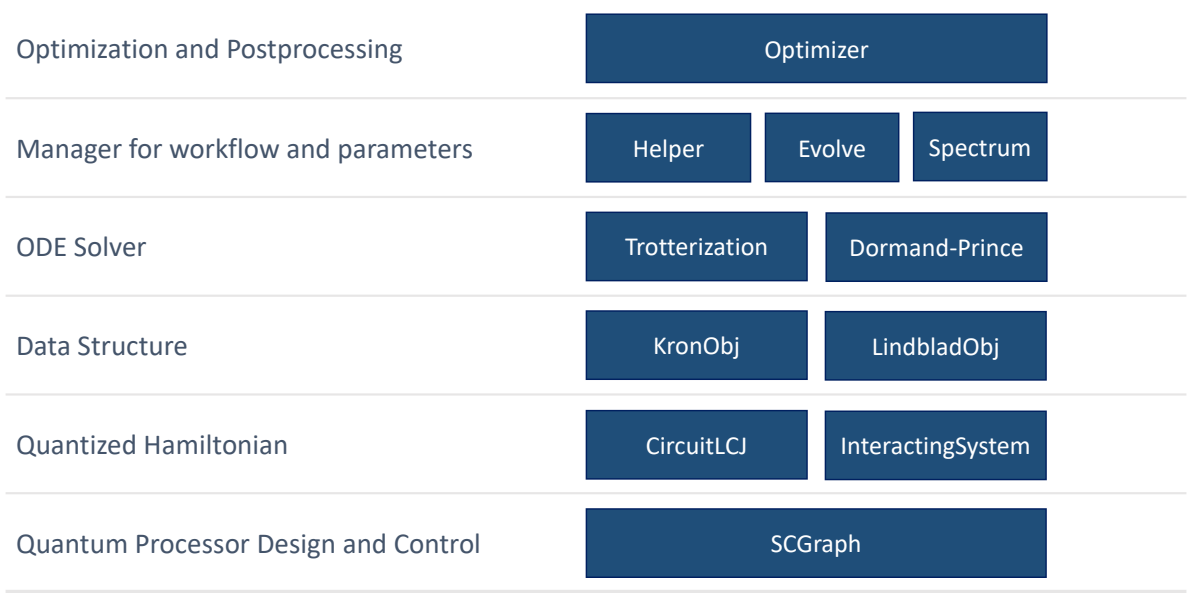 Optimization and Postprocessing
Optimizer
Manager for workflow and parameters
Helper
Evolve
Spectrum
ODE Solver
Trotterization
Dormand-Prince
Data Structure
KronObj
LindbladObj
Quantized Hamiltonian
CircuitLCJ
InteractingSystem
Quantum Processor Design and Control
SCGraph